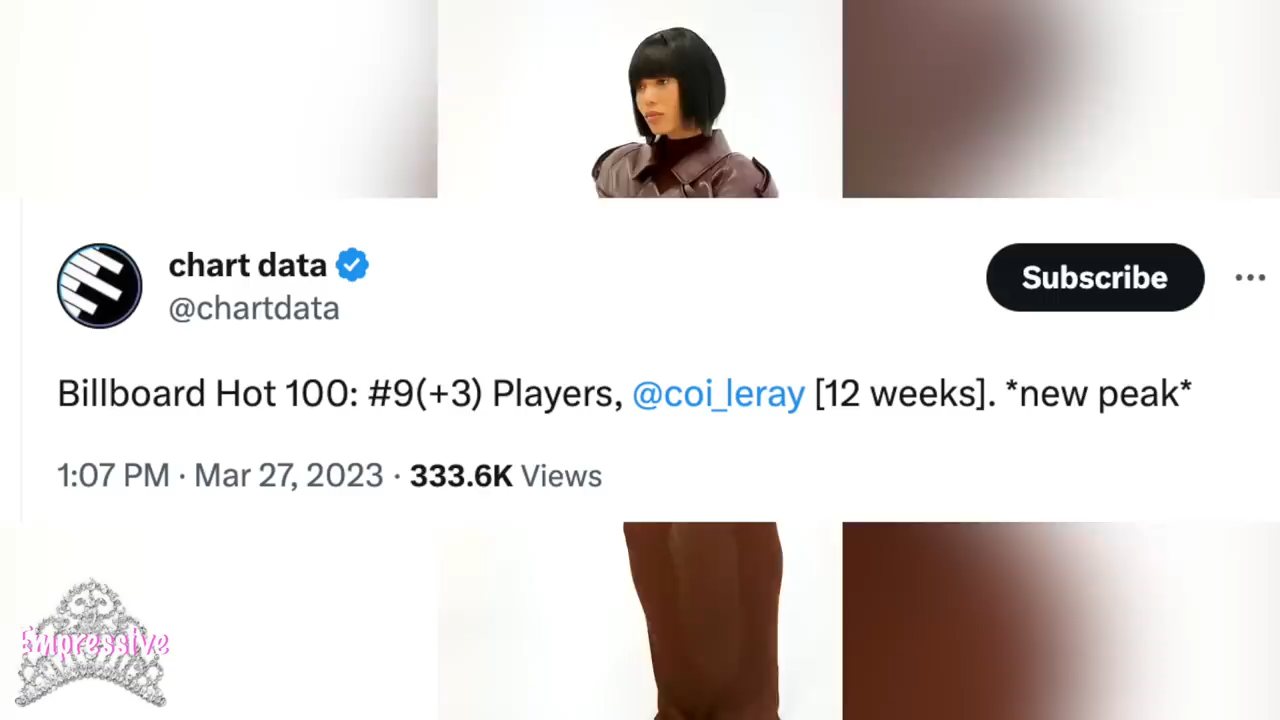 chart data
@chartdata
Subscribe
Billboard Hot 100: #9(+3) Players, @coi_leray [12 weeks]. *new peak*
1:07 PM · Mar 27, 2023 · 333.6K Views
Empressive